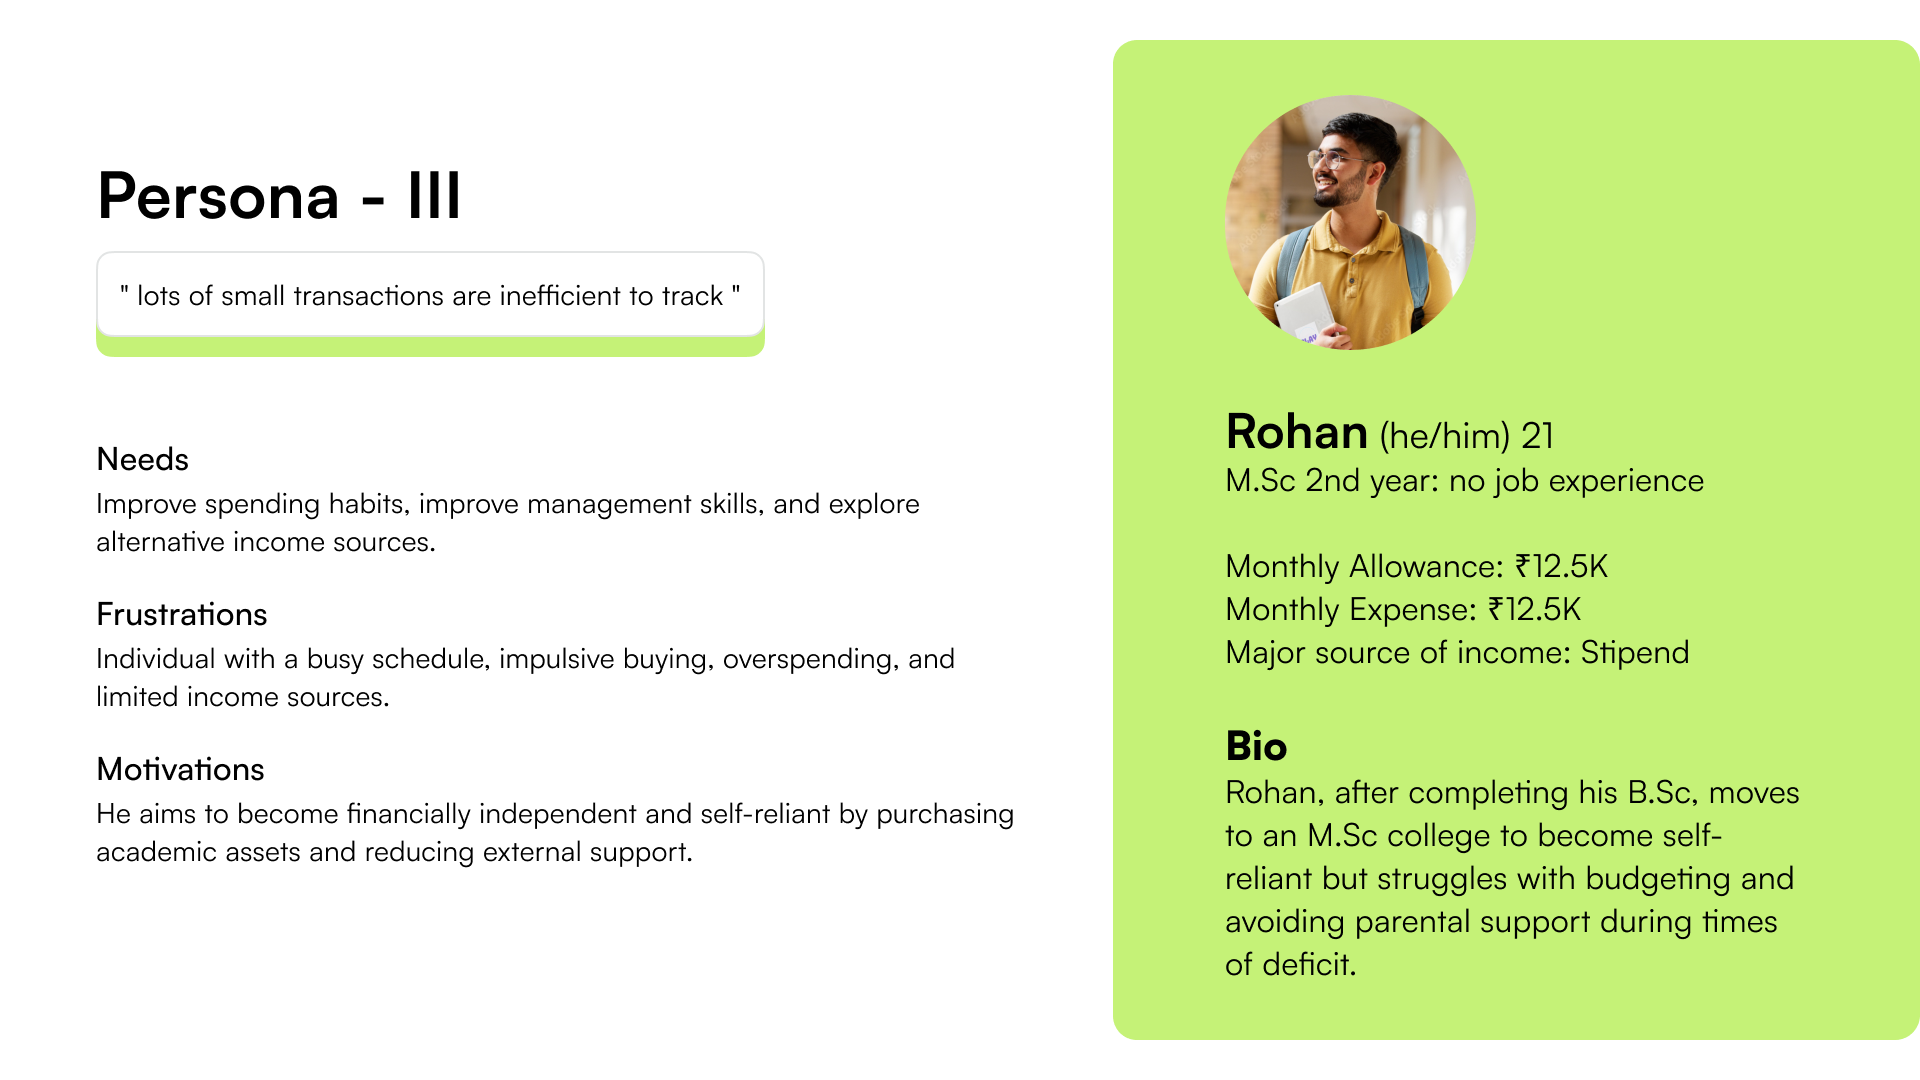 Persona - III
" lots of small transactions are inefficient to track "
Needs
Improve spending habits, improve management skills, and explore
alternative income sources.
Frustrations
Individual with a busy schedule, impulsive buying, overspending, and
limited income sources.
Motivations
He aims to become financially independent and self-reliant by purchasing
academic assets and reducing external support.
Rohan (he/him) 21
M.Sc 2nd year: no job experience
Monthly Allowance: ₹12.5K
Monthly Expense: ₹12.5K
Major source of income: Stipend
Bio
Rohan, after completing his B.Sc, moves
to an M.Sc college to become self-
reliant but struggles with budgeting and
avoiding parental support during times
of deficit.